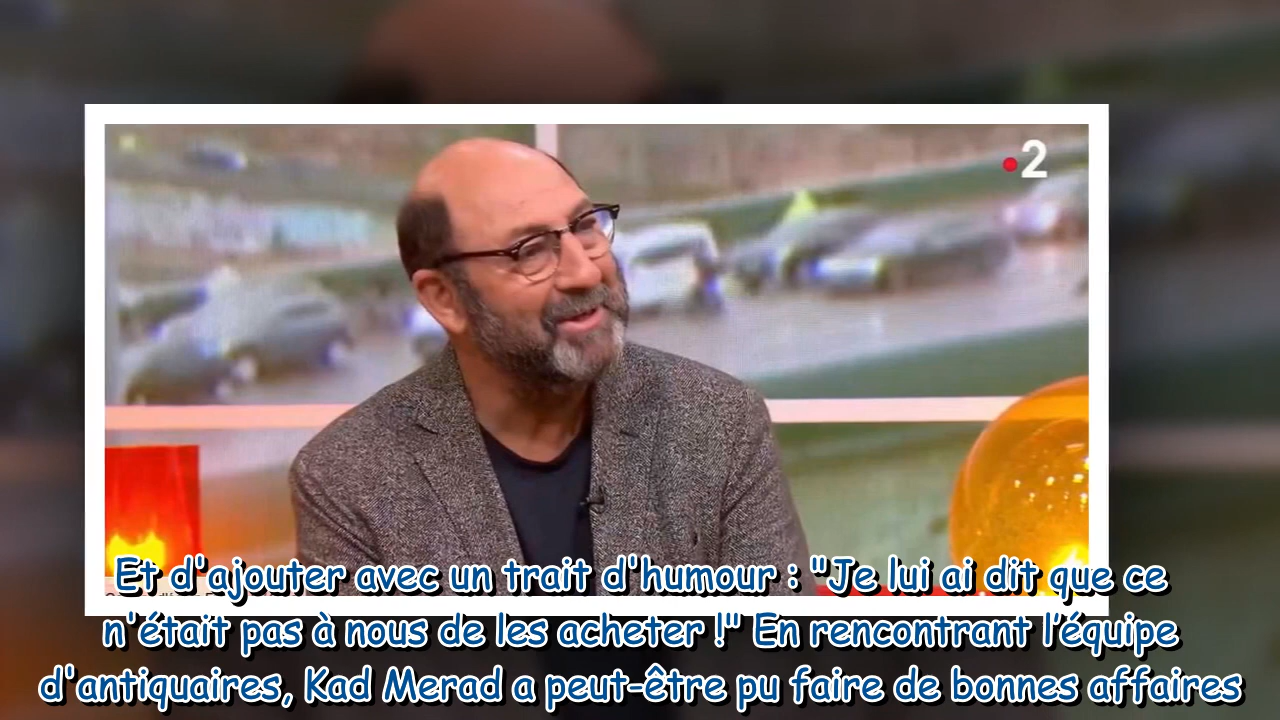 2
Et d'ajouter avec un trait d'humour : "Je lui ai dit que ce
n'était pas à nous de les acheter !" En rencontrant l’équipe
d'antiquaires, Kad Merad a peut-être pu faire de bonnes affaires